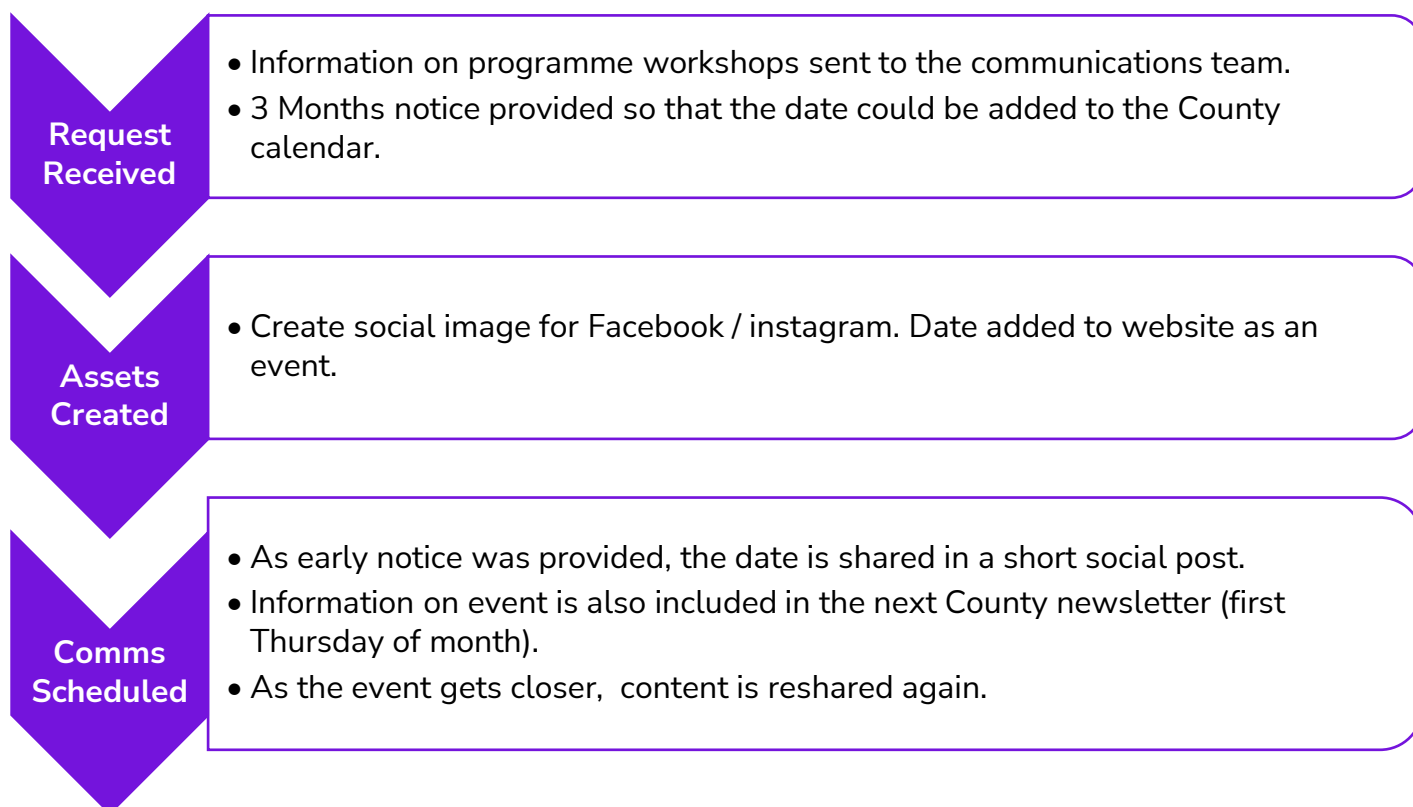 Request
Received
• Information on programme workshops sent to the communications team.
• 3 Months notice provided so that the date could be added to the County
calendar.
Assets
Created
• Create social image for Facebook / instagram. Date added to website as an
event.
Comms
Scheduled
• As early notice was provided, the date is shared in a short social post.
• Information on event is also included in the next County newsletter (first
Thursday of month).
• As the event gets closer,  content is reshared again.